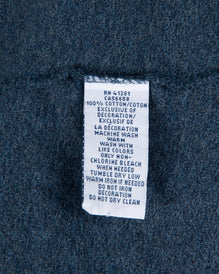 RN 41381
CA56658
100% COTTON/COTON
EXCLUSIVE OF
DECORATION/
EXCLUSIF DE
LA DÉCORATION
MACHINE WASH
WARM
WASH WITH
LIKE COLORS
ONLY NON-
CHLORINE BLEACH
WHEN NEEDED
TUMBLE DRY LOW
WARM IRON IF NEEDED
DO NOT IRON
DECORATION
DO NOT DRY CLEAN